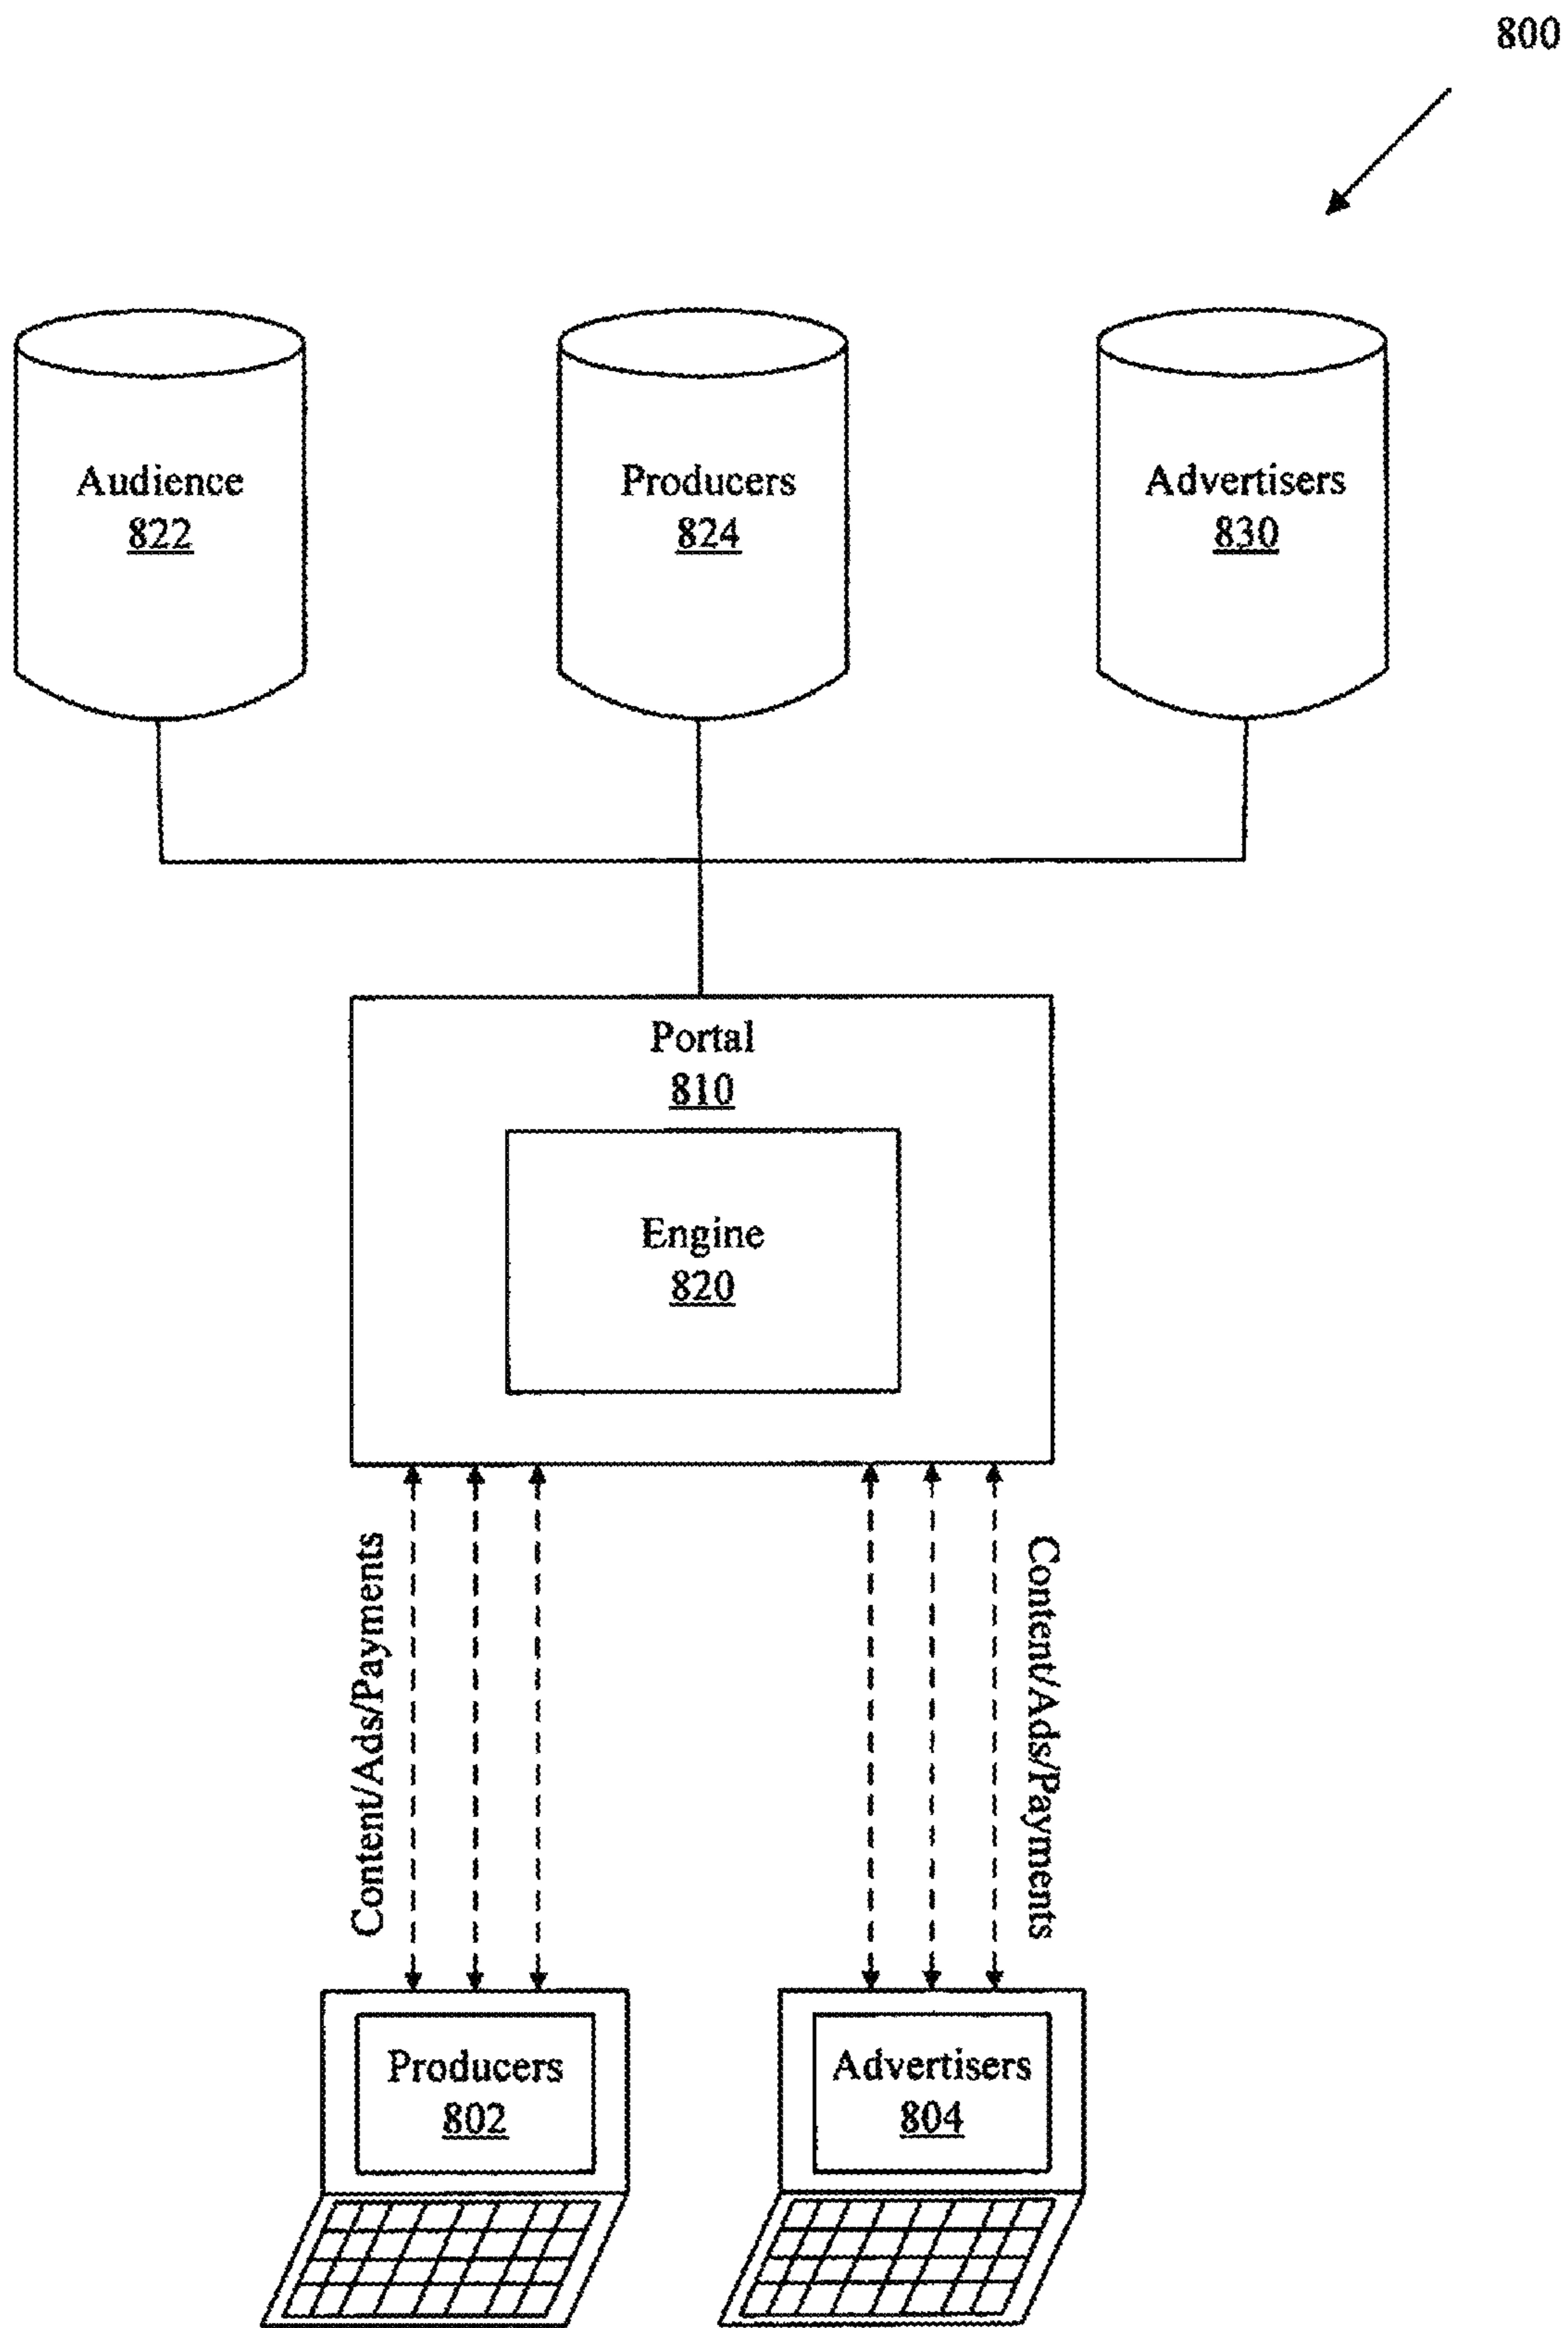 800
Audience
822
Producers
824
Advertisers
830
Portal
810
Engine
820
Content/Ads/Payments
Content/Ads/Payments
Producers
802
Advertisers
804